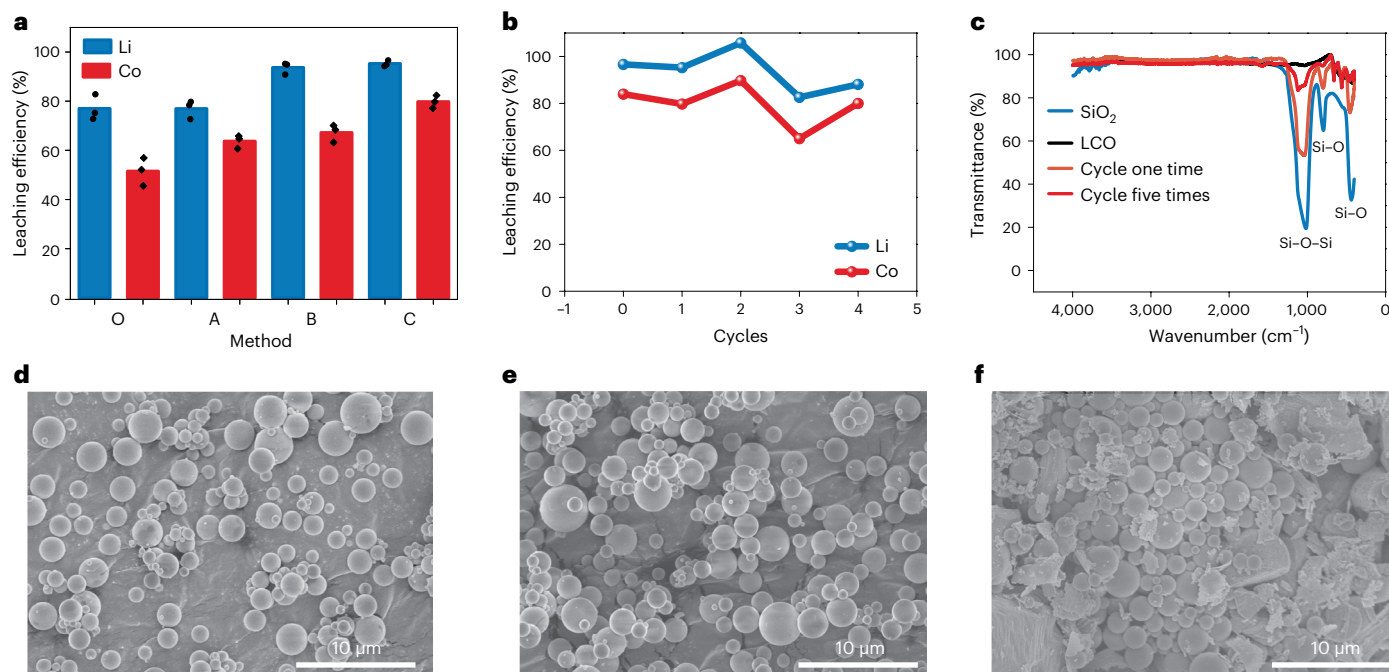 a
Leaching efficiency (%)
100
80
60
40
20
0
Li
Co
O A B C
Method
b
Leaching efficiency (%)
100
80
60
40
20
0
Li
Co
−1 0 1 2 3 4 5
Cycles
c
Transmittance (%)
100
80
60
40
20
0
SiO₂
LCO
Cycle one time
Cycle five times
Si–O
Si–O
Si–O–Si
4,000 3,000 2,000 1,000 0
Wavenumber (cm⁻¹)
d
10 µm
e
10 µm
f
10 µm